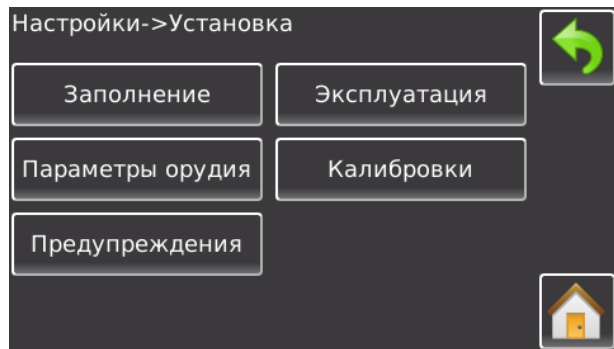 Настройки->Установка
Заполнение
Эксплуатация
Параметры орудия
Калибровки
Предупреждения